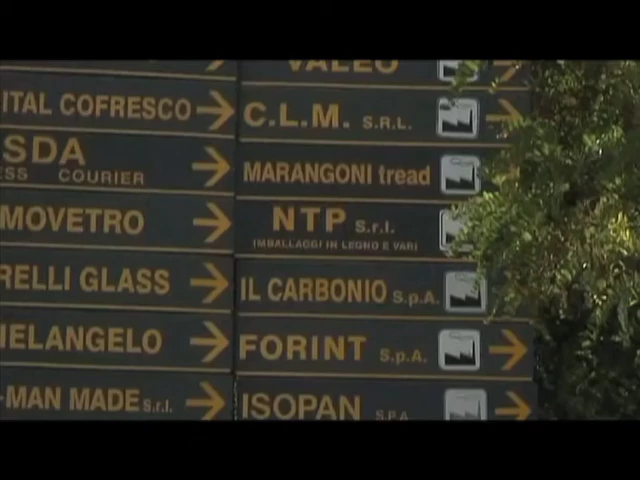 ITAL COFRESCO
SDA
ESS COURIER
MOVETRO
RELLI GLASS
HELANGELO
-MAN MADE S.r.l.
VALEO
C.L.M. S.R.L.
MARANGONI tread
NTP S.r.l.
(IMBALLAGGI IN LEGNO E VARI)
IL CARBONIO S.p.A.
FORINT S.p.A.
ISOPAN S.P.A.